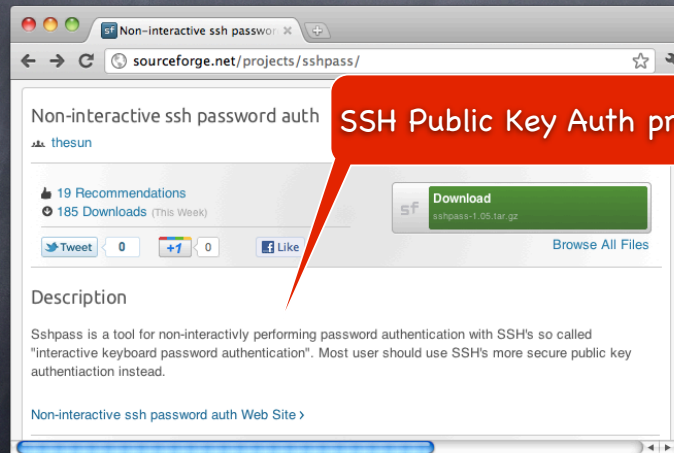 Non-interactive ssh passwor
sourceforge.net/projects/sshpass/
SSH Public Key Auth pr
Non-interactive ssh password auth
thesun
19 Recommendations
185 Downloads (This Week)
sf
Download
sshpass-1.05.tar.gz
Tweet 0 +1 0 Like
Browse All Files
Description
Sshpass is a tool for non-interactivly performing password authentication with SSH's so called
"interactive keyboard password authentication". Most user should use SSH's more secure public key
authentiaction instead.
Non-interactive ssh password auth Web Site ›